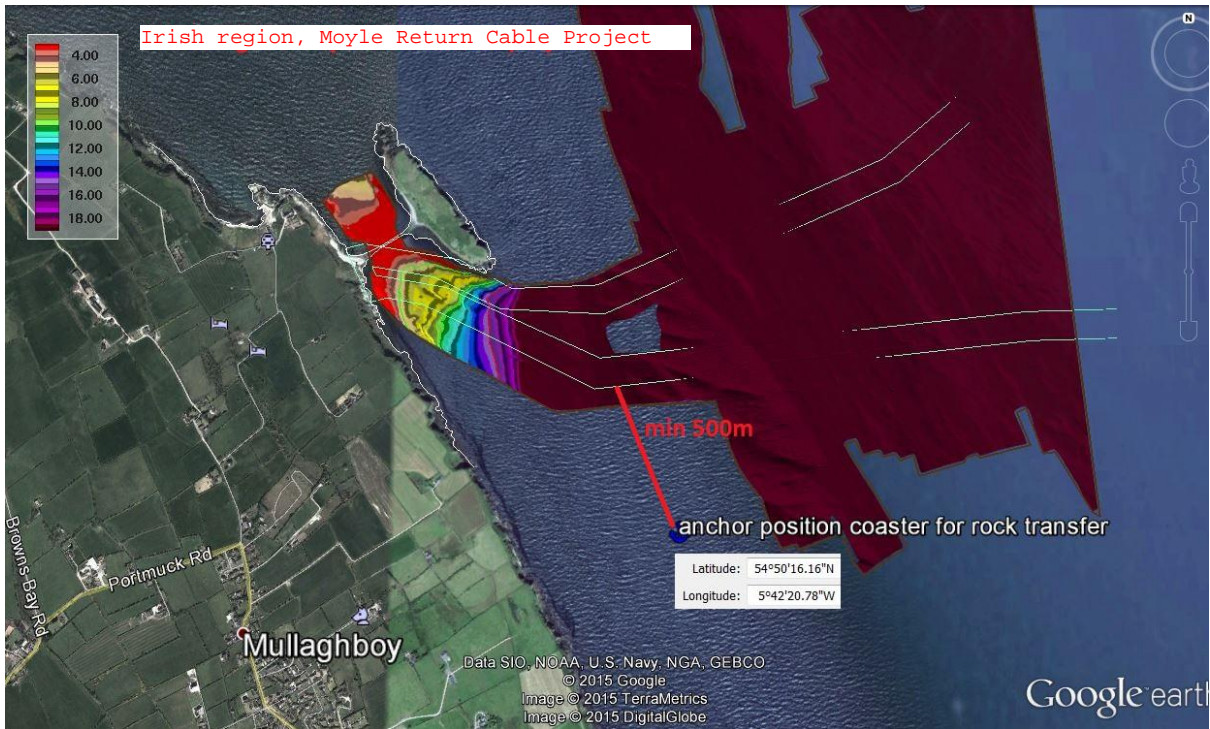 Irish region, Moyle Return Cable Project
N
4.00
6.00
8.00
10.00
12.00
14.00
16.00
18.00
min 500m
anchor position coaster for rock transfer
Latitude: 54°50'16.16"N
Longitude: 5°42'20.78"W
Browns Bay Rd
Portmuck Rd
Mullaghboy
Data SIO, NOAA, U.S. Navy, NGA, GEBCO
© 2015 Google
Image © 2015 TerraMetrics
Image © 2015 DigitalGlobe
Google earth